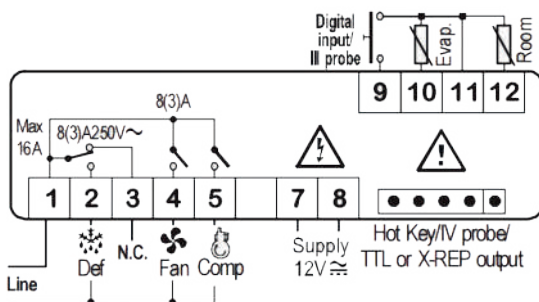 Digital
input/
III probe
Evap.
Room
9 10 11 12
8(3)A
Max
16A
8(3)A250V～
1 2 3 4 5 7 8
Line
Def
N.C.
Fan
Comp
Supply
12V ≂
Hot Key/IV probe/
TTL or X-REP output